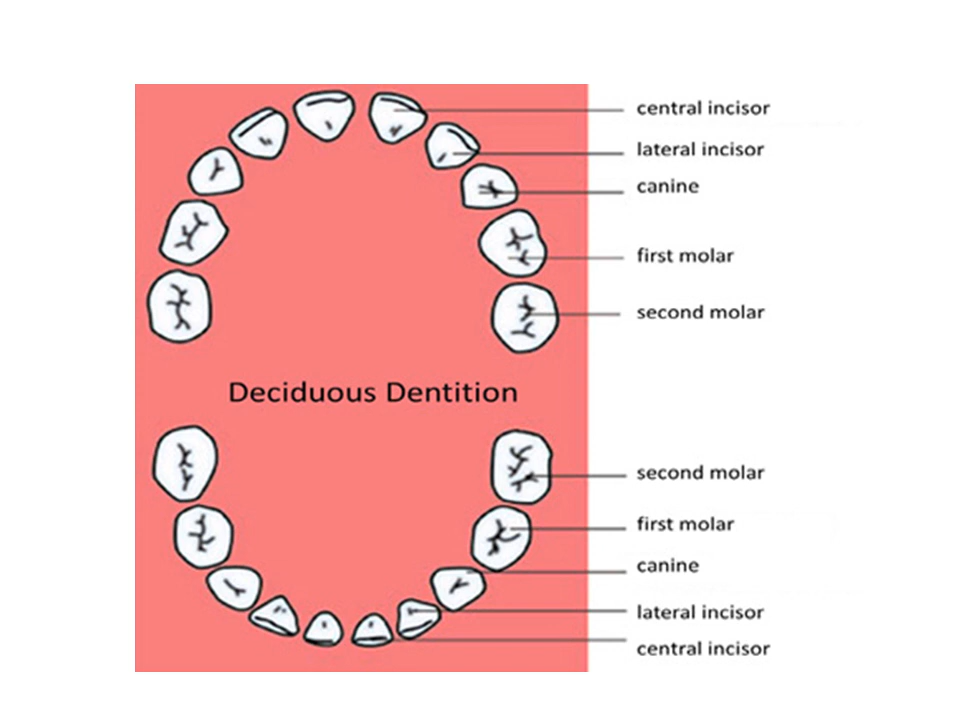 central incisor
lateral incisor
canine
first molar
second molar
Deciduous Dentition
second molar
first molar
canine
lateral incisor
central incisor